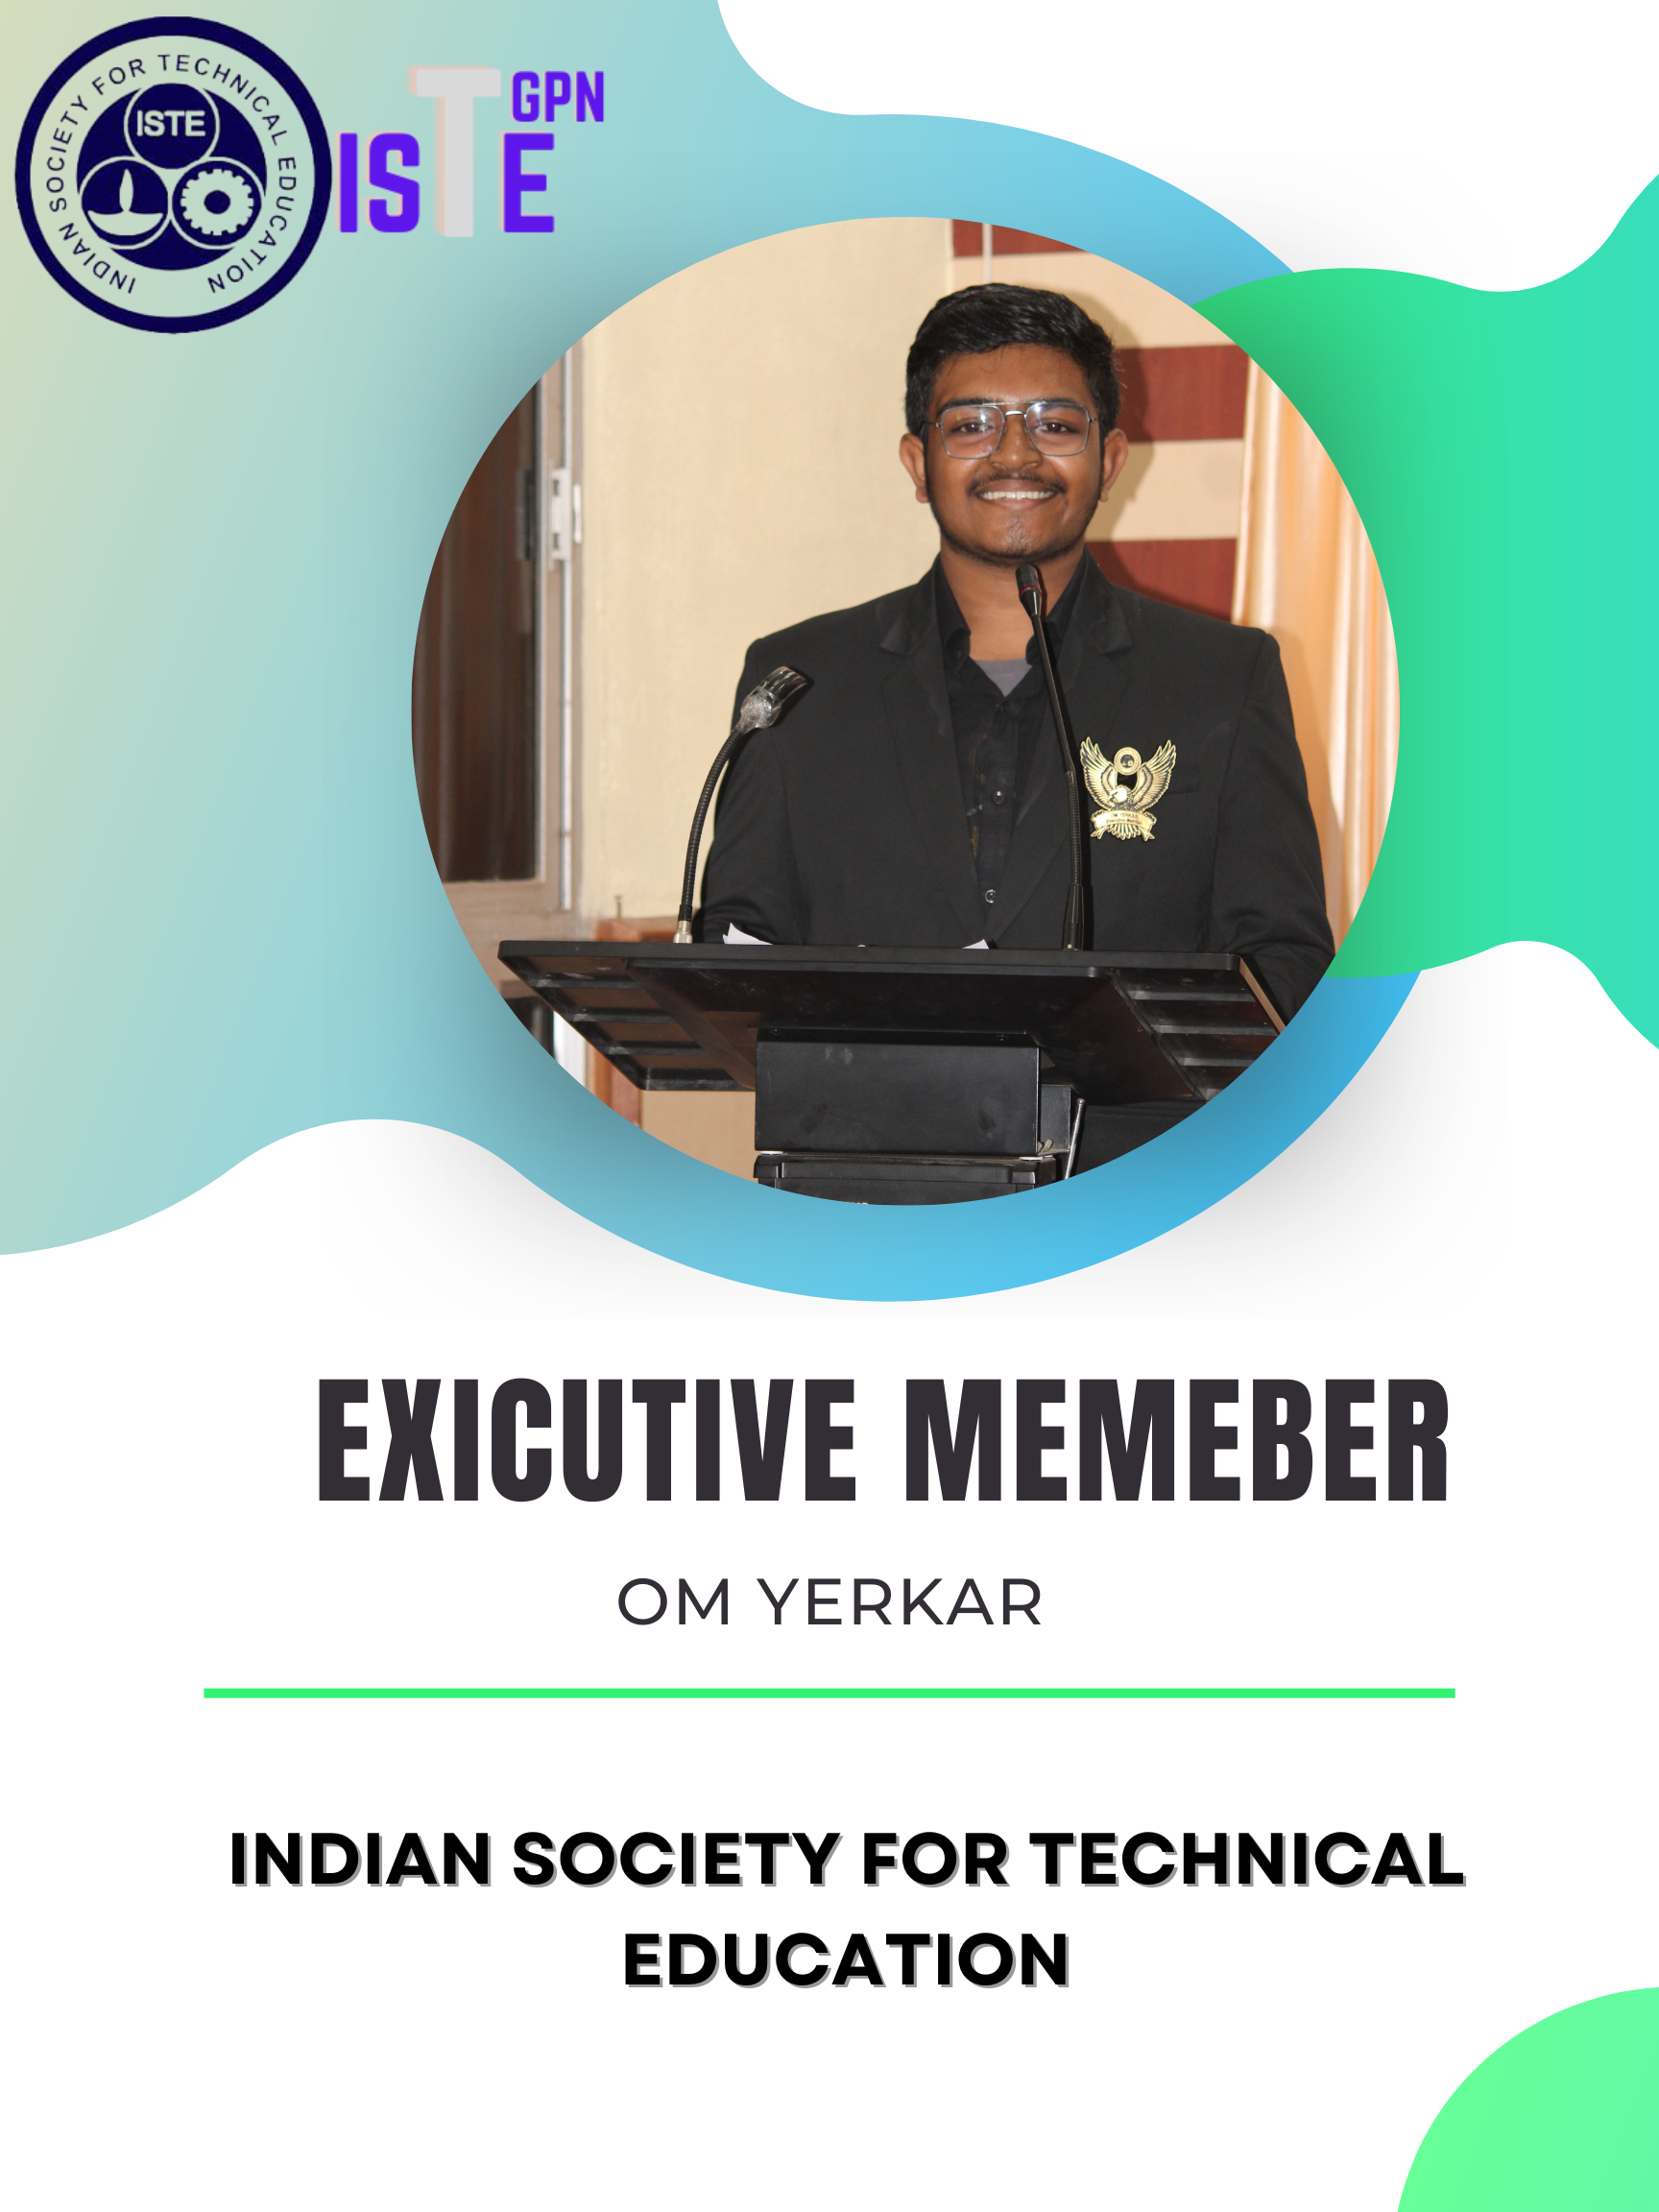 INDIAN SOCIETY FOR TECHNICAL EDUCATION
ISTE
GPN
ISTE
EXICUTIVE MEMEBER
OM YERKAR
INDIAN SOCIETY FOR TECHNICAL
EDUCATION